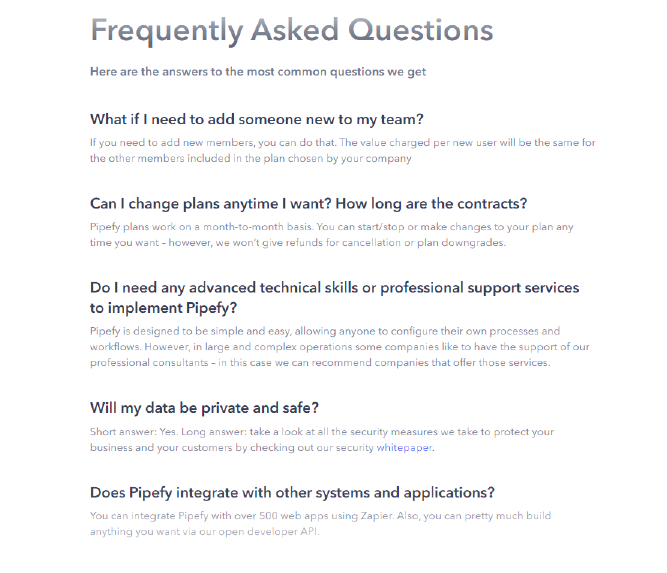 Frequently Asked Questions
Here are the answers to the most common questions we get
What if I need to add someone new to my team?
If you need to add new members, you can do that. The value charged per new user will be the same for
the other members included in the plan chosen by your company
Can I change plans anytime I want? How long are the contracts?
Pipefy plans work on a month-to-month basis. You can start/stop or make changes to your plan any
time you want – however, we won't give refunds for cancellation or plan downgrades.
Do I need any advanced technical skills or professional support services
to implement Pipefy?
Pipefy is designed to be simple and easy, allowing anyone to configure their own processes and
workflows. However, in large and complex operations some companies like to have the support of our
professional consultants – in this case we can recommend companies that offer those services.
Will my data be private and safe?
Short answer: Yes. Long answer: take a look at all the security measures we take to protect your
business and your customers by checking out our security whitepaper.
Does Pipefy integrate with other systems and applications?
You can integrate Pipefy with over 500 web apps using Zapier. Also, you can pretty much build
anything you want via our open developer API.